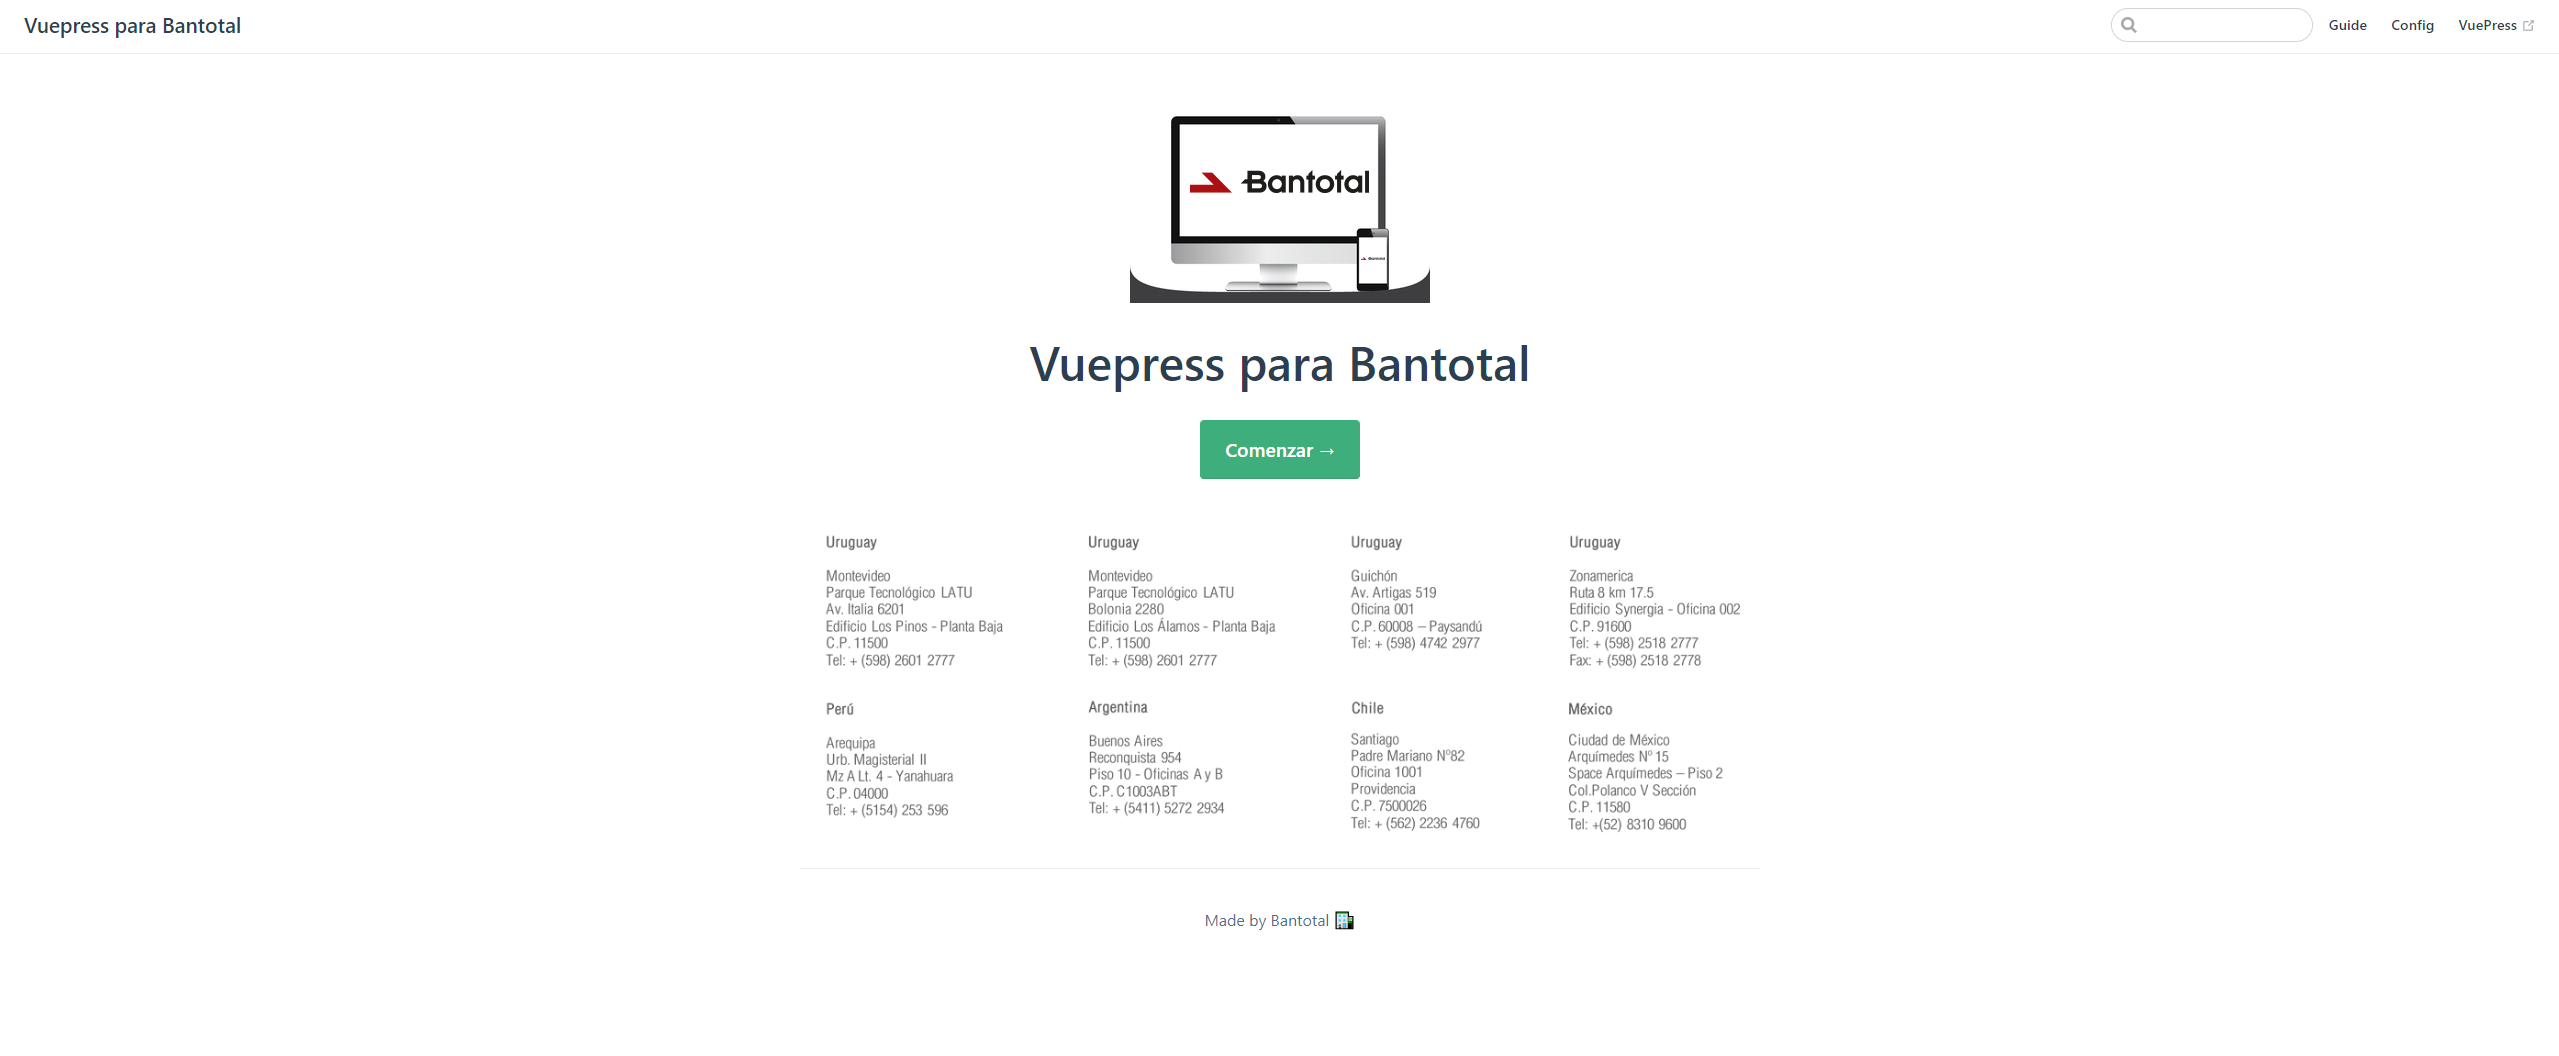 Vuepress para Bantotal
Guide
Config
VuePress
Bantotal
Bantotal
Vuepress para Bantotal
Comenzar →
Uruguay
Montevideo
Parque Tecnológico LATU
Av. Italia 6201
Edificio Los Pinos - Planta Baja
C.P. 11500
Tel: + (598) 2601 2777
Uruguay
Montevideo
Parque Tecnológico LATU
Bolonia 2280
Edificio Los Álamos - Planta Baja
C.P. 11500
Tel: + (598) 2601 2777
Uruguay
Guichón
Av. Artigas 519
Oficina 001
C.P. 60008 – Paysandú
Tel: + (598) 4742 2977
Uruguay
Zonamerica
Ruta 8 km 17.5
Edificio Synergia - Oficina 002
C.P. 91600
Tel: + (598) 2518 2777
Fax: + (598) 2518 2778
Perú
Arequipa
Urb. Magisterial II
Mz A Lt. 4 - Yanahuara
C.P. 04000
Tel: + (5154) 253 596
Argentina
Buenos Aires
Reconquista 954
Piso 10 - Oficinas A y B
C.P. C1003ABT
Tel: + (5411) 5272 2934
Chile
Santiago
Padre Mariano Nº82
Oficina 1001
Providencia
C.P. 7500026
Tel: + (562) 2236 4760
México
Ciudad de México
Arquímedes Nº 15
Space Arquímedes – Piso 2
Col.Polanco V Sección
C.P. 11580
Tel: +(52) 8310 9600
Made by Bantotal